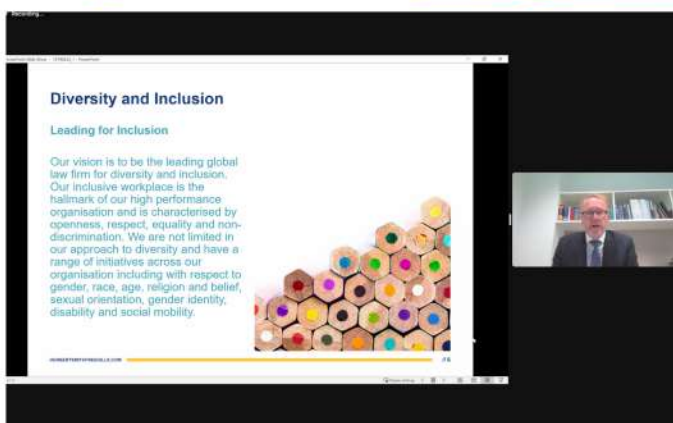 Recording...
Diversity and Inclusion
Leading for Inclusion
Our vision is to be the leading global
law firm for diversity and inclusion.
Our inclusive workplace is the
hallmark of our high performance
organisation and is characterised by
openness, respect, equality and non-
discrimination. We are not limited in
our approach to diversity and have a
range of initiatives across our
organisation including with respect to
gender, race, age, religion and belief,
sexual orientation, gender identity,
disability and social mobility.